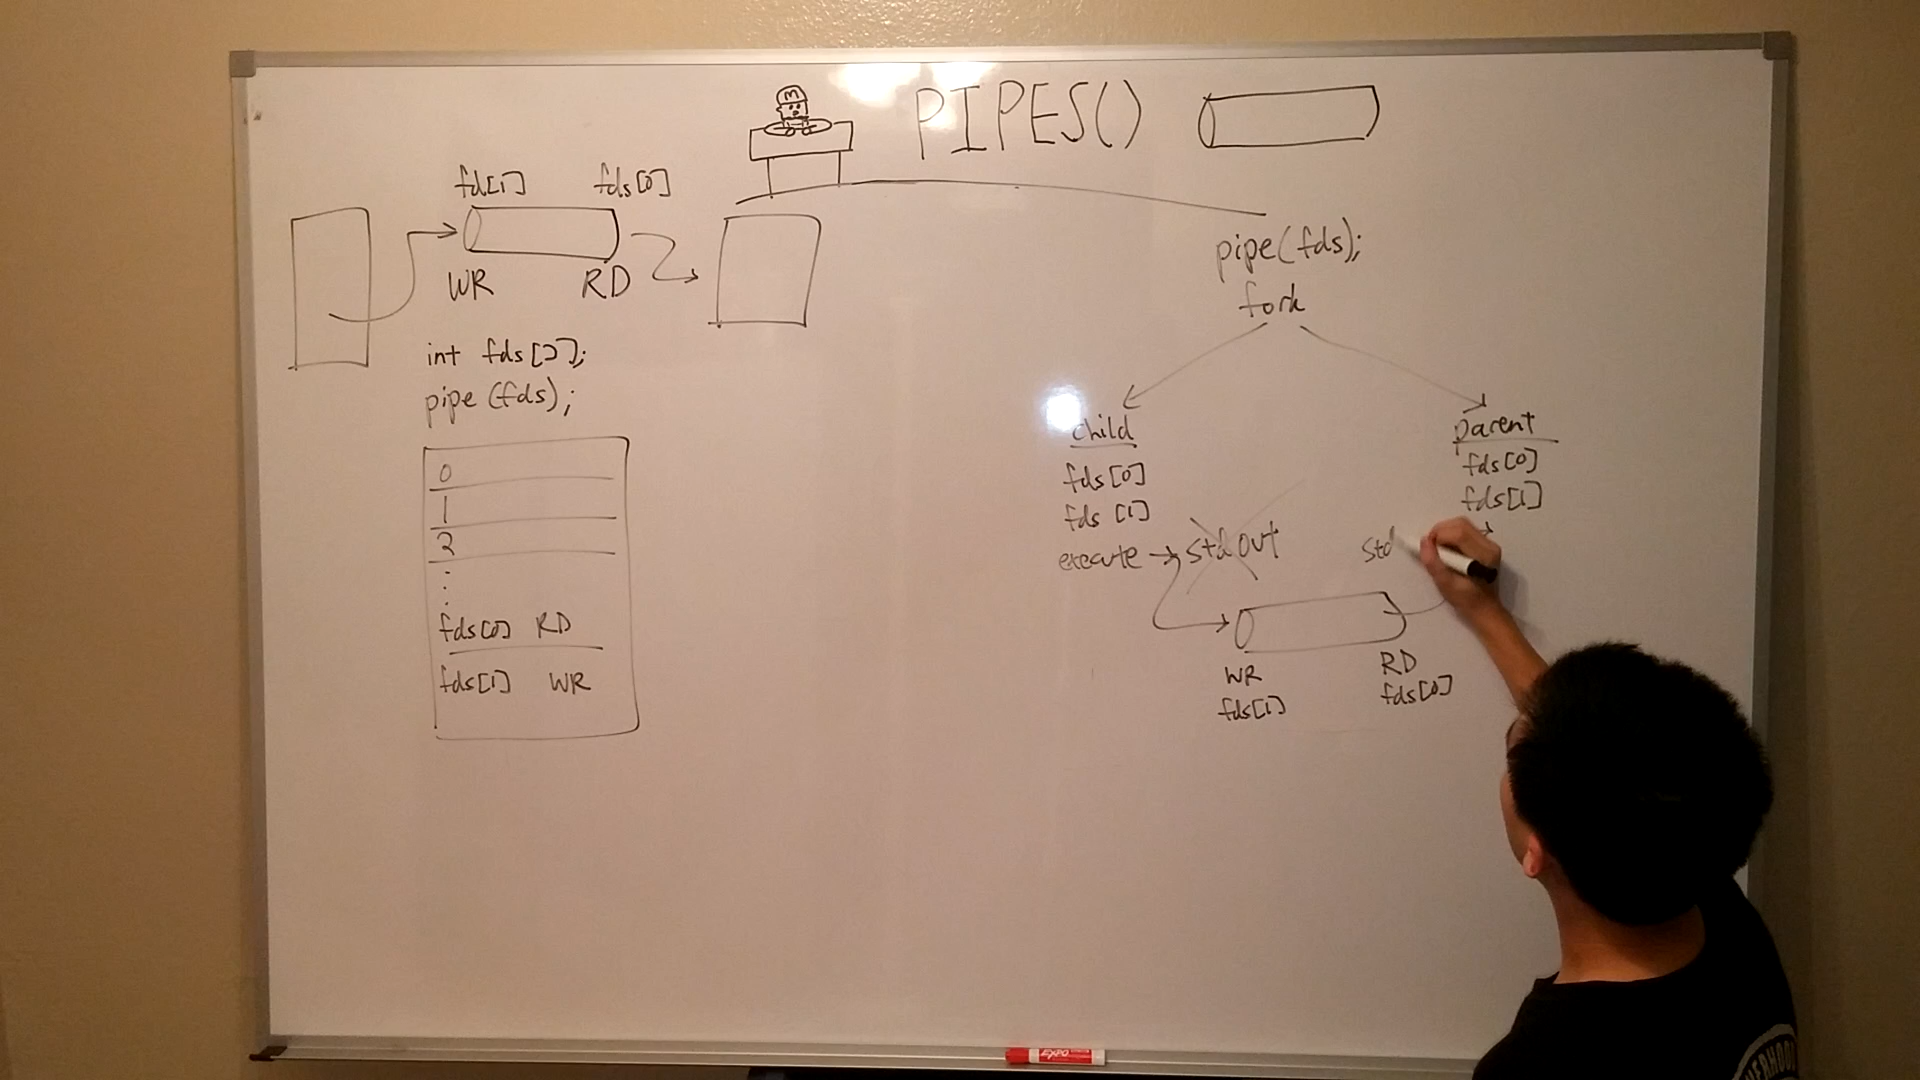 M
PIPES()
fd[1] fds[0]
WR RD
int fds[2];
pipe(fds);
0
1
2
fds[0] RD
fds[1] WR
pipe(fds);
fork
child
fds[0]
fds[1]
execute → stdout
parent
fds[0]
fds[1]
std
WR
fds[1]
RD
fds[0]
EXPO